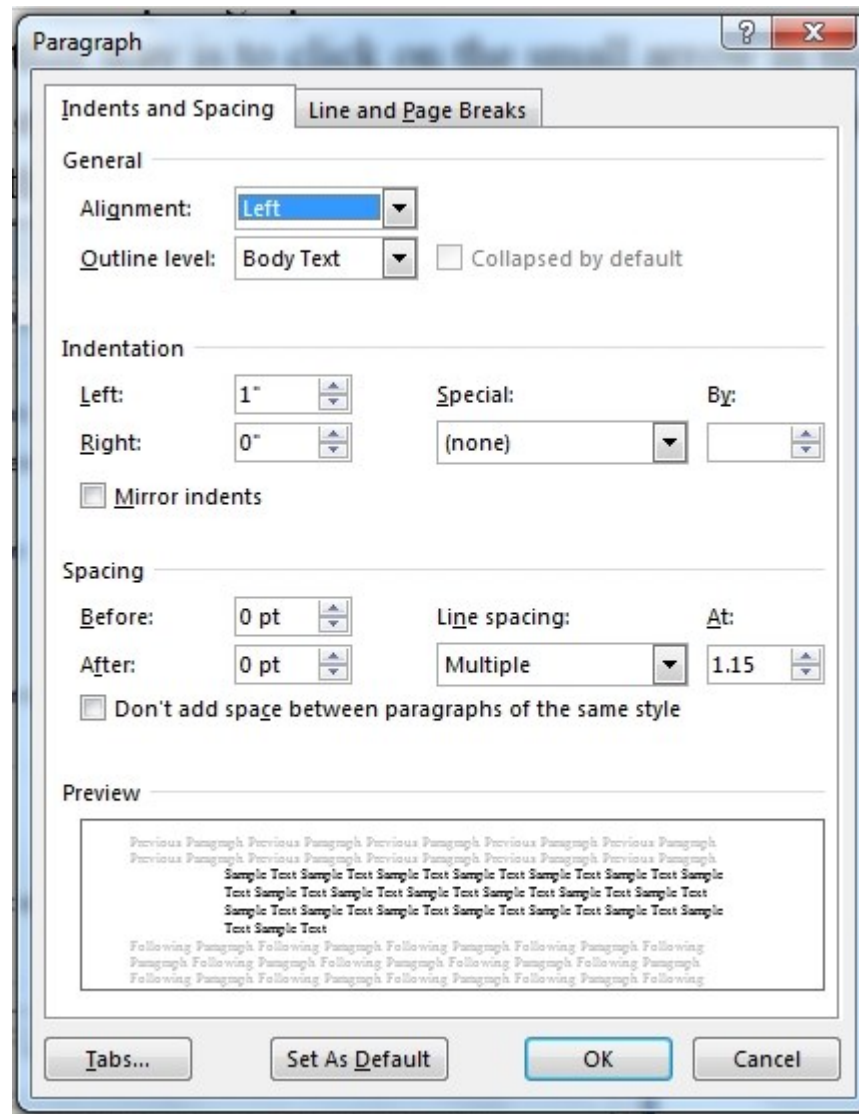 is to click on the small
Paragraph
Indents and Spacing
Line and Page Breaks
General
Alignment: Left
Outline level: Body Text Collapsed by default
Indentation
Left: 1" Special: By:
Right: 0" (none)
Mirror indents
Spacing
Before: 0 pt Line spacing: At:
After: 0 pt Multiple 1.15
Don't add space between paragraphs of the same style
Preview
Previous Paragraph Previous Paragraph Previous Paragraph Previous Paragraph Previous Paragraph
Previous Paragraph Previous Paragraph Previous Paragraph Previous Paragraph Previous Paragraph
Sample Text Sample Text Sample Text Sample Text Sample Text Sample Text Sample
Text Sample Text Sample Text Sample Text Sample Text Sample Text Sample Text
Sample Text Sample Text Sample Text Sample Text Sample Text Sample Text Sample
Text Sample Text
Following Paragraph Following Paragraph Following Paragraph Following Paragraph Following
Paragraph Following Paragraph Following Paragraph Following Paragraph Following Paragraph
Following Paragraph Following Paragraph Following Paragraph Following Paragraph Following
Tabs... Set As Default OK Cancel